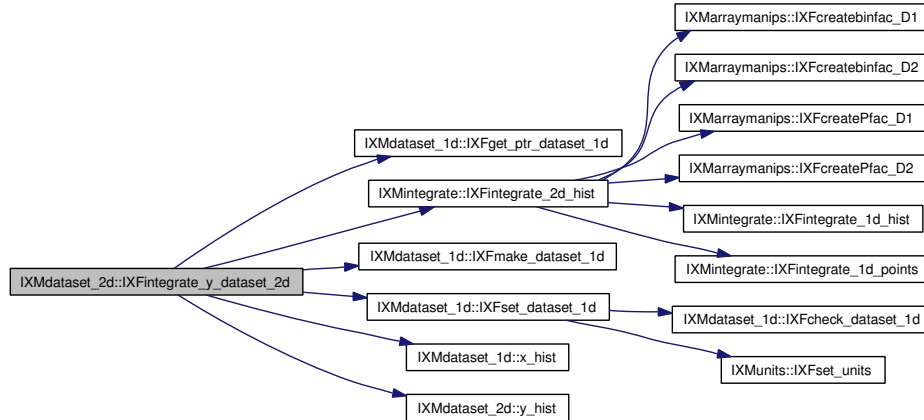 IXMarraymanips::IXFcreatebinfac_D1
IXMarraymanips::IXFcreatebinfac_D2
IXMarraymanips::IXFcreatePfac_D1
IXMdataset_1d::IXFget_ptr_dataset_1d
IXMarraymanips::IXFcreatePfac_D2
IXMintegrate::IXFintegrate_2d_hist
IXMintegrate::IXFintegrate_1d_hist
IXMdataset_1d::IXFmake_dataset_1d
IXMintegrate::IXFintegrate_1d_points
IXMdataset_2d::IXFintegrate_y_dataset_2d
IXMdataset_1d::IXFset_dataset_1d
IXMdataset_1d::IXFcheck_dataset_1d
IXMdataset_1d::x_hist
IXMunits::IXFset_units
IXMdataset_2d::y_hist